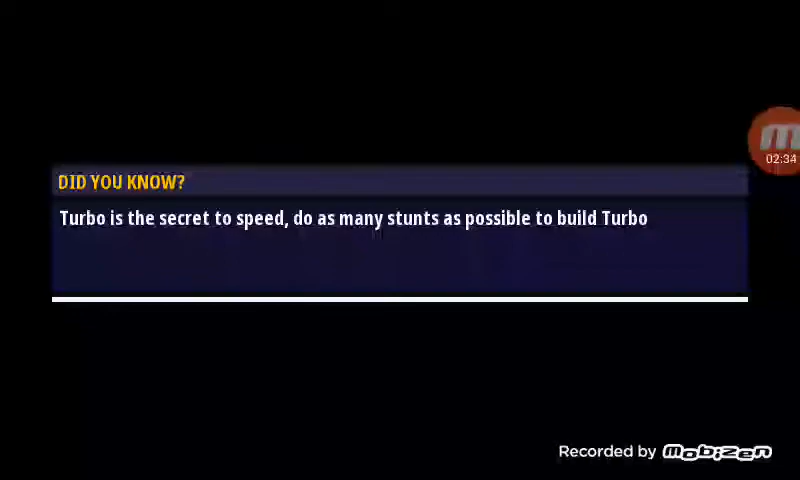 DID YOU KNOW?
Turbo is the secret to speed, do as many stunts as possible to build Turbo
02:34
Recorded by Mobizen